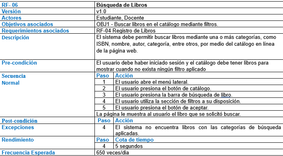 RF- 06 Búsqueda de Libros
Versión v1.0
Actores Estudiante, Docente
Objetivos asociados OBJ1 - Buscar libros en el catálogo mediante filtros
Requerimientos asociados RF-04 Registro de Libros
Descripción El sistema debe permitir buscar libros mediante una o más categorías, como
ISBN, nombre, autor, categoría, entre otros, por medio del catálogo en línea
de la página web.
Pre-condición El usuario debe haber iniciado sesión y el catálogo debe tener libros para
mostrar cuando no exista ningún filtro aplicado
Secuencia Paso Acción
Normal 1 El usuario abre el menú lateral.
2 El usuario presiona el botón de catálogo
3 El usuario presiona la barra de búsqueda de libro.
4 El usuario utiliza la sección de filtros a su disposición.
5 El usuario presiona el botón de aceptar.
La página le muestra al usuario el libro que se solicitó buscar.
Post-condición Paso Acción
Excepciones 4 El sistema no encuentra libros con las categorías de búsqueda
aplicadas.
Rendimiento Paso Cota de tiempo
4 5 segundos
Frecuencia Esperada 650 veces/día